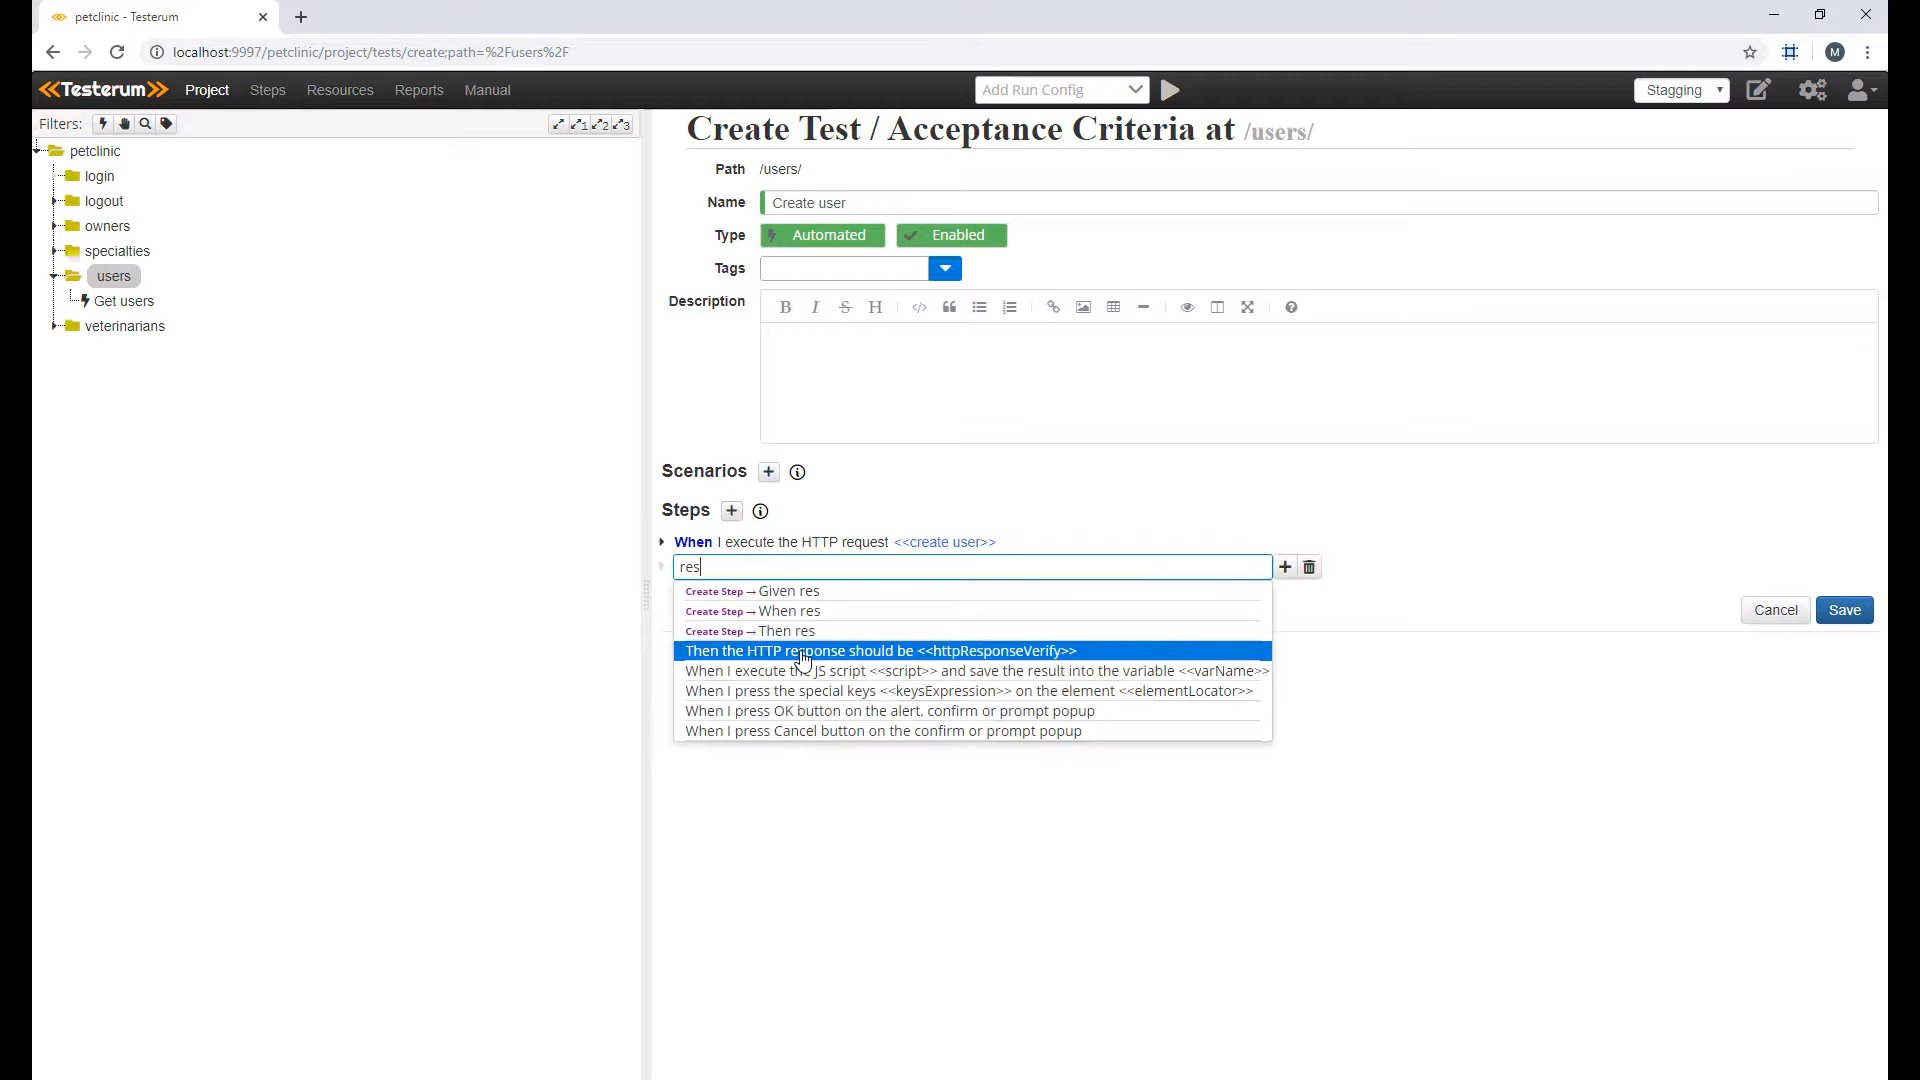 petclinic - Testerum
localhost:9997/petclinic/project/tests/create;path=%2Fusers%2F
M
<<Testerum>> Project Steps Resources Reports Manual
Add Run Config
Stagging
Filters:
1 2 3
petclinic
login
logout
owners
specialties
users
Get users
veterinarians
Create Test / Acceptance Criteria at /users/
Path /users/
Name Create user
Type Automated Enabled
Tags
Description B I S H
Scenarios +
Steps +
When I execute the HTTP request <<create user>>
res
Create Step → Given res
Create Step → When res
Create Step → Then res
Then the HTTP response should be <<httpResponseVerify>>
When I execute the JS script <<script>> and save the result into the variable <<varName>>
When I press the special keys <<keysExpression>> on the element <<elementLocator>>
When I press OK button on the alert, confirm or prompt popup
When I press Cancel button on the confirm or prompt popup
Cancel Save